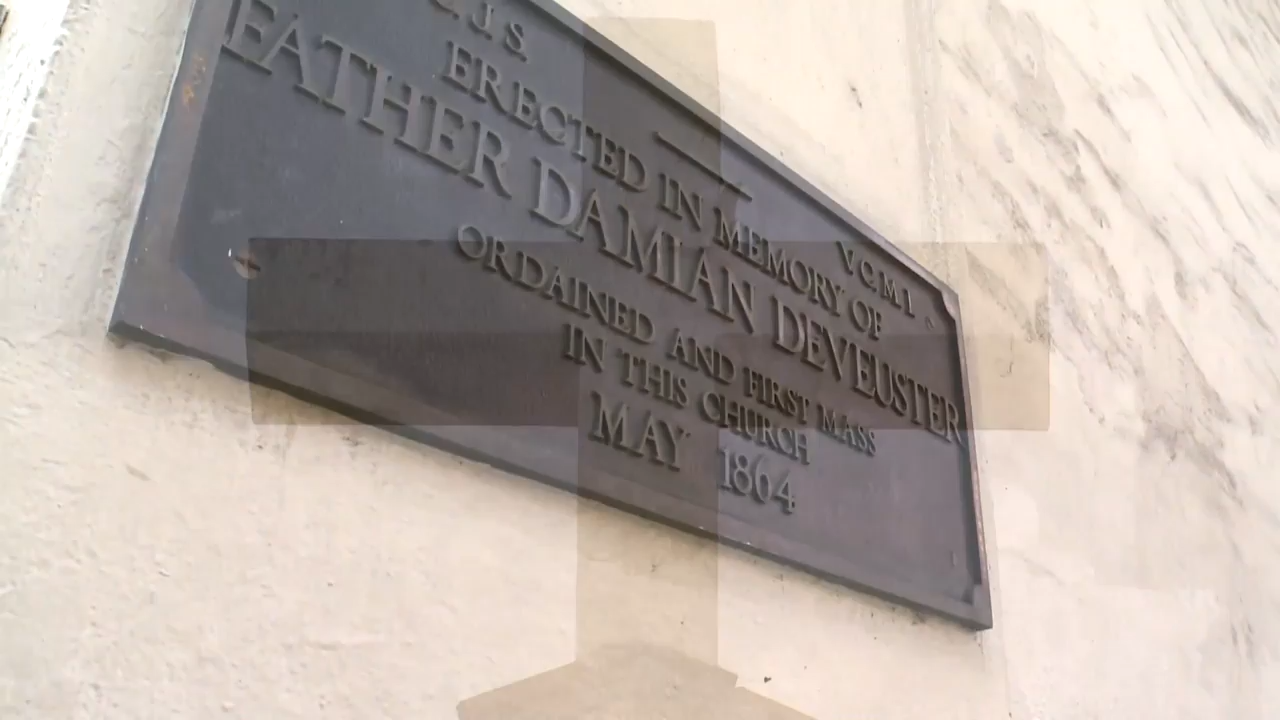 C. J. S.
V. C. M. I.
ERECTED IN MEMORY OF
FATHER DAMIAN DEVEUSTER
ORDAINED AND FIRST MASS
IN THIS CHURCH
MAY 1864